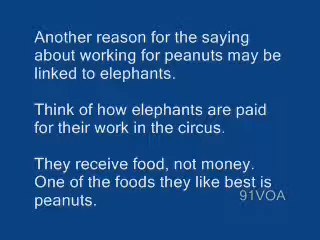 Another reason for the saying
about working for peanuts may be
linked to elephants.
Think of how elephants are paid
for their work in the circus.
They receive food, not money.
One of the foods they like best is
peanuts.
91VOA